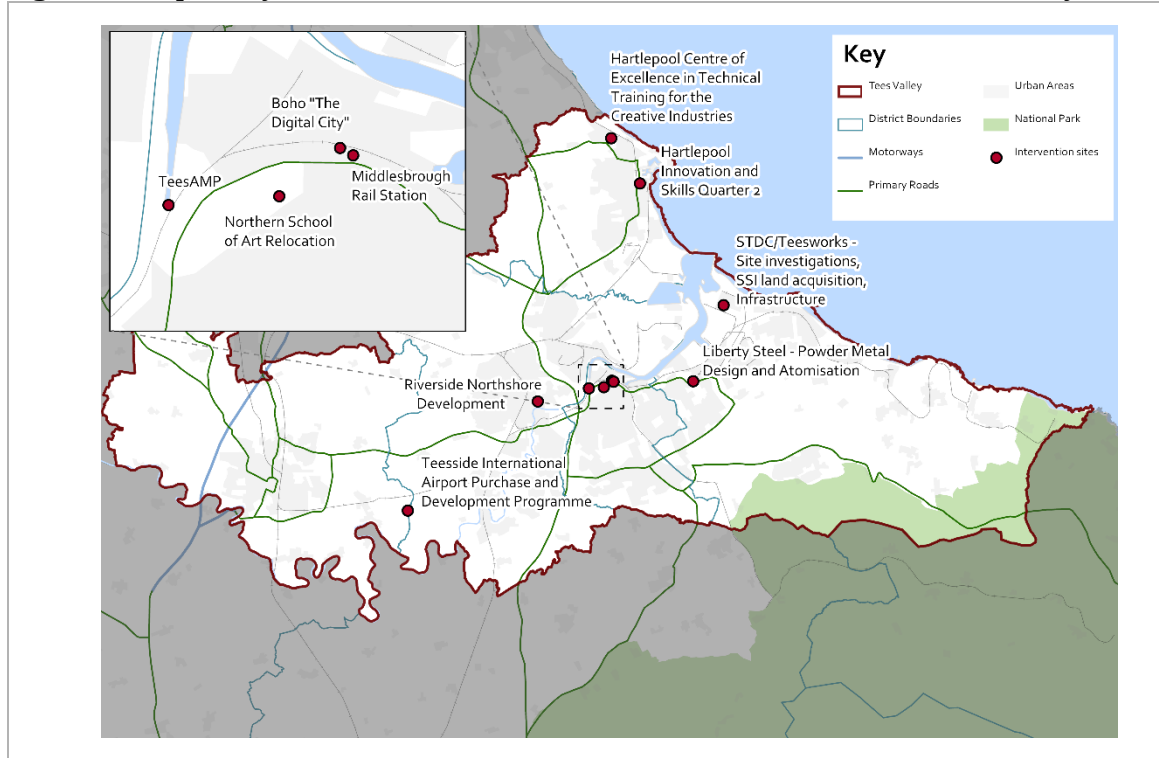 Boho "The
Digital City"
TeesAMP
Middlesbrough
Rail Station
Northern School
of Art Relocation
Hartlepool Centre of
Excellence in Technical
Training for the
Creative Industries
Hartlepool
Innovation and
Skills Quarter 2
Key
Tees Valley
Urban Areas
District Boundaries
National Park
Motorways
Intervention sites
Primary Roads
STDC/Teesworks -
Site investigations,
SSI land acquisition,
Infrastructure
Liberty Steel - Powder Metal
Design and Atomisation
Riverside Northshore
Development
Teesside International
Airport Purchase and
Development Programme